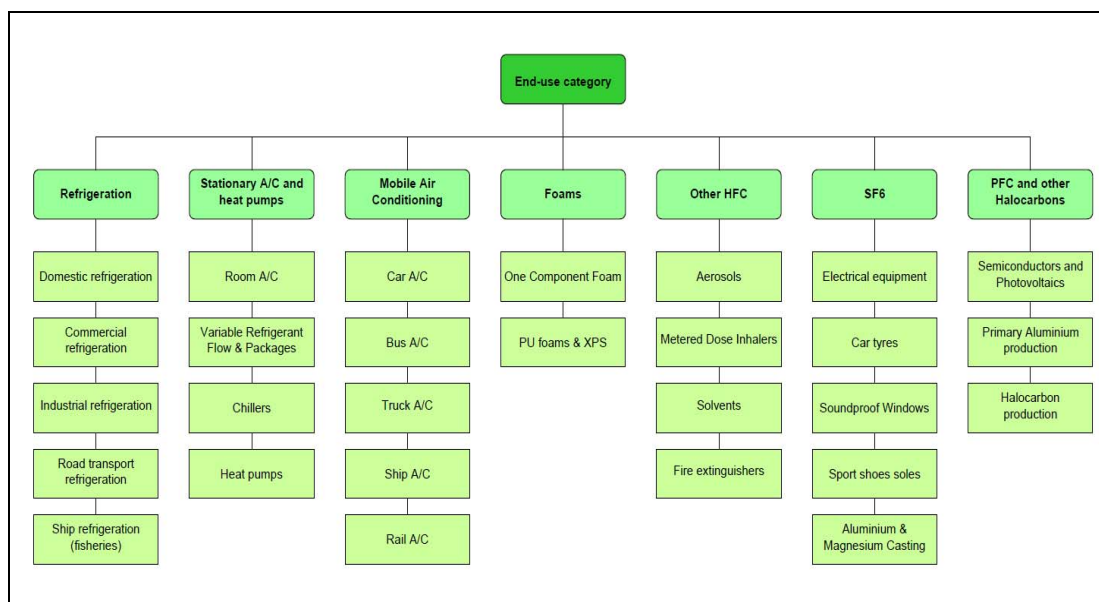 End-use category
Refrigeration
Domestic refrigeration
Commercial
refrigeration
Industrial refrigeration
Road transport
refrigeration
Ship refrigeration
(fisheries)
Stationary A/C and
heat pumps
Room A/C
Variable Refrigerant
Flow & Packages
Chillers
Heat pumps
Mobile Air
Conditioning
Car A/C
Bus A/C
Truck A/C
Ship A/C
Rail A/C
Foams
One Component Foam
PU foams & XPS
Other HFC
Aerosols
Metered Dose Inhalers
Solvents
Fire extinguishers
SF6
Electrical equipment
Car tyres
Soundproof Windows
Sport shoes soles
Aluminium &
Magnesium Casting
PFC and other
Halocarbons
Semiconductors and
Photovoltaics
Primary Aluminium
production
Halocarbon
production